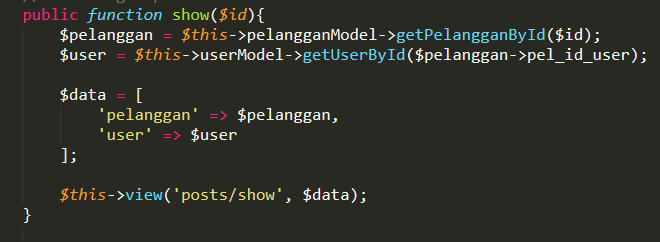 public function show($id){
$pelanggan = $this->pelangganModel->getPelangganById($id);
$user = $this->userModel->getUserById($pelanggan->pel_id_user);
$data = [
'pelanggan' => $pelanggan,
'user' => $user
];
$this->view('posts/show', $data);
}